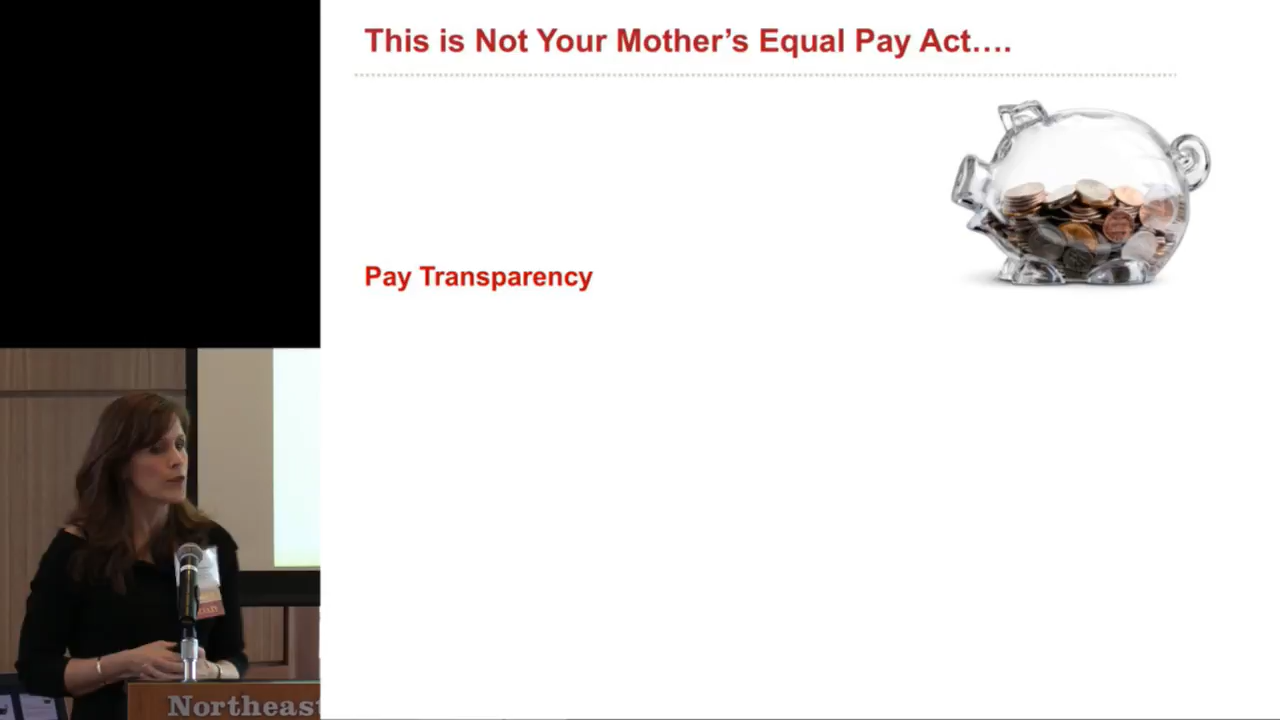 This is Not Your Mother’s Equal Pay Act….
Pay Transparency
Northeast